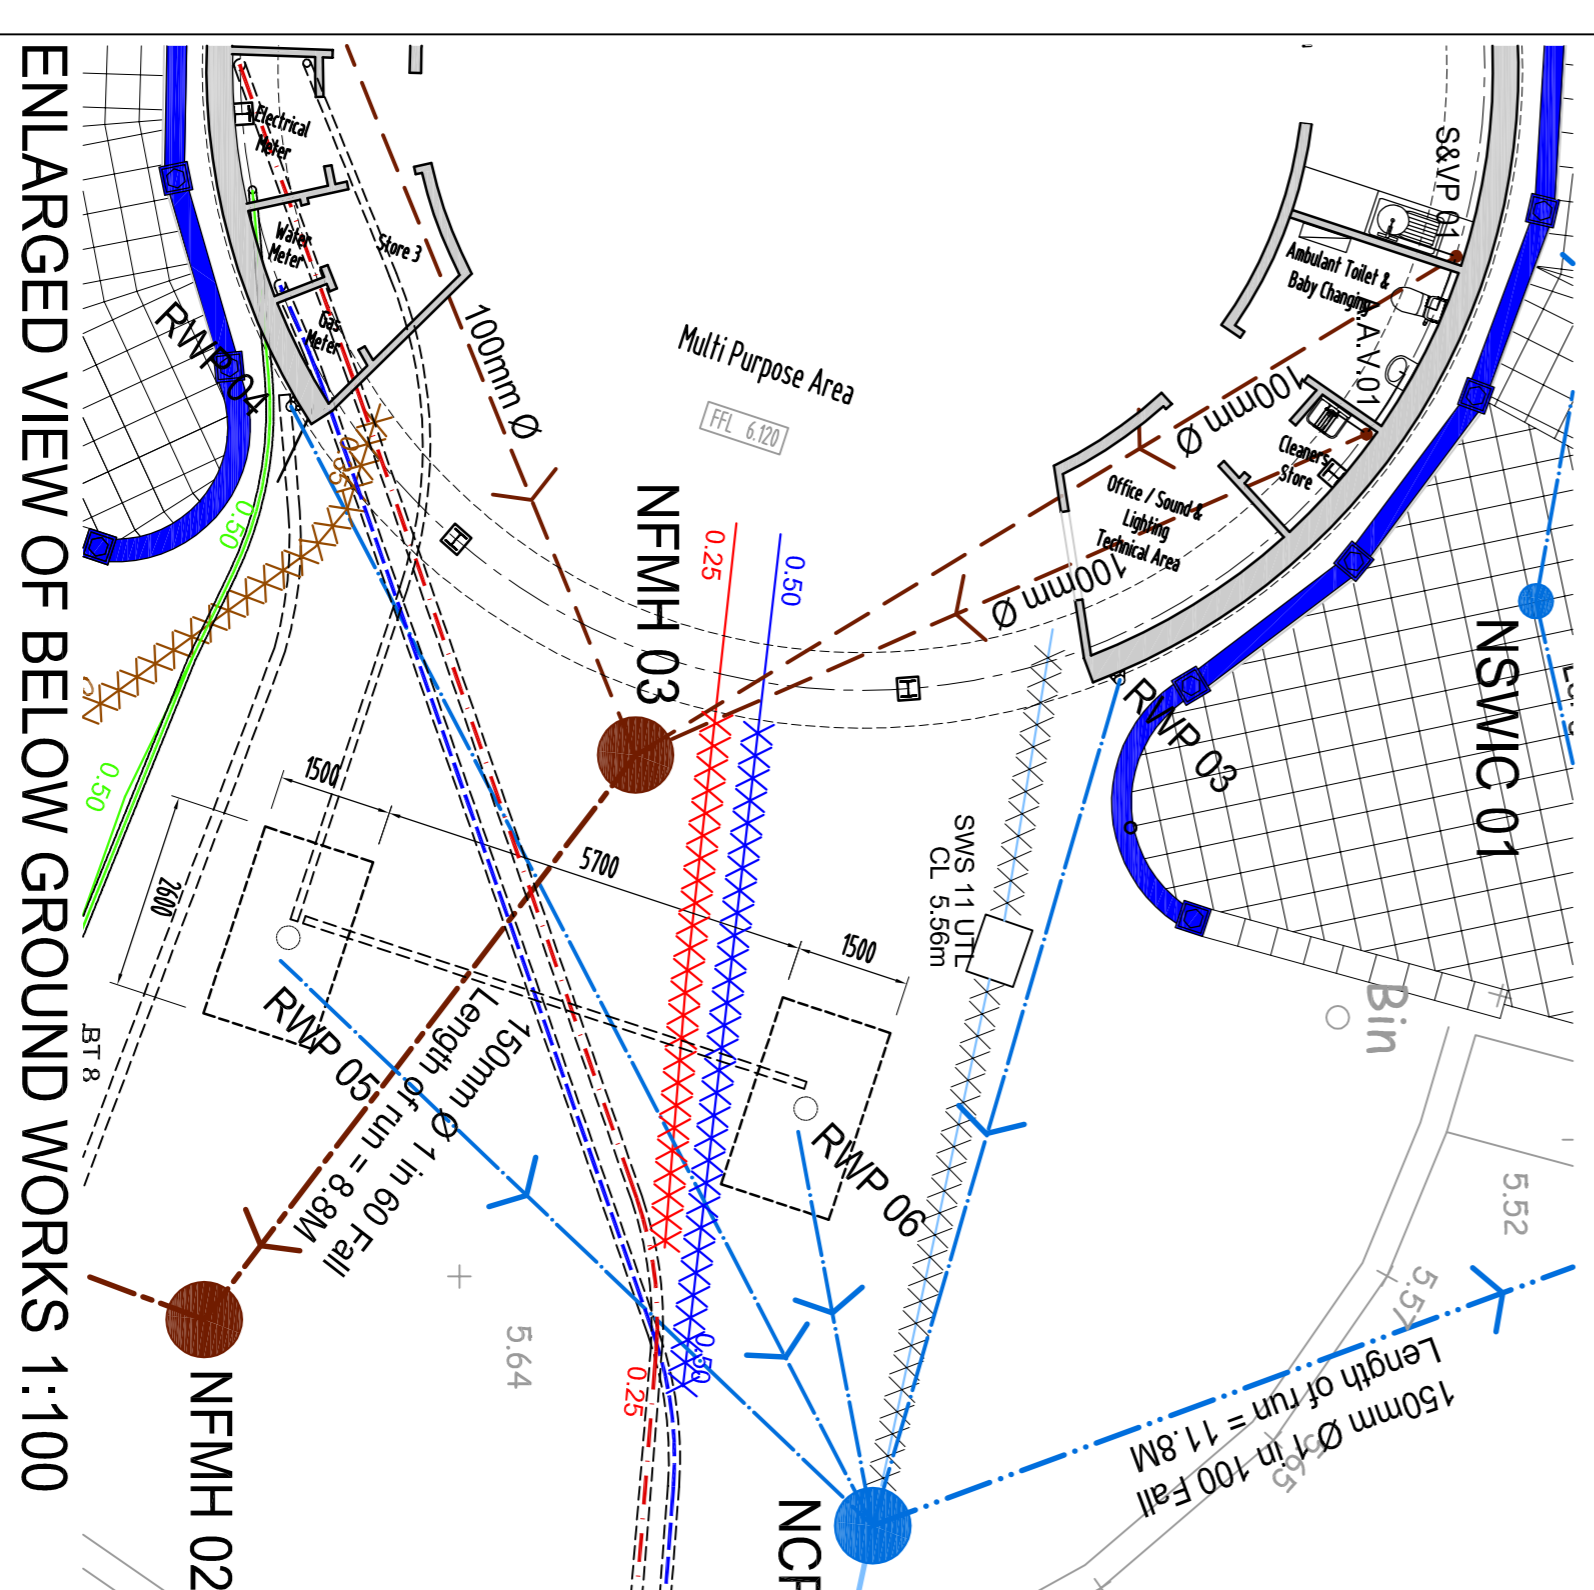 ENLARGED VIEW OF BELOW GROUND WORKS 1:100
Electrical
Meter
Water
Meter
Gas
Meter
Store 3
RWP 04
0.50
0.50
100mm Ø
Multi Purpose Area
FFL 6.120
NFMH 03
0.25
0.50
S&VP 01
Ambulant Toilet &
Baby Changing
A.A.V.01
100mm Ø
Cleaners
Store
Office / Sound &
Lighting
Technical Area
100mm Ø
NSWIC 01
RWP 03
1500
5700
1500
2600
SWS 11 UTL
CL 5.56m
Bin
BT 8
RWP 05
150mm Ø 1 in 60 Fall
Length of run = 8.8M
RWP 06
5.52
5.57
5.64
5.65
0.50
0.25
Length of run = 11.8M
150mm Ø 1 in 100 Fall
NFMH 02